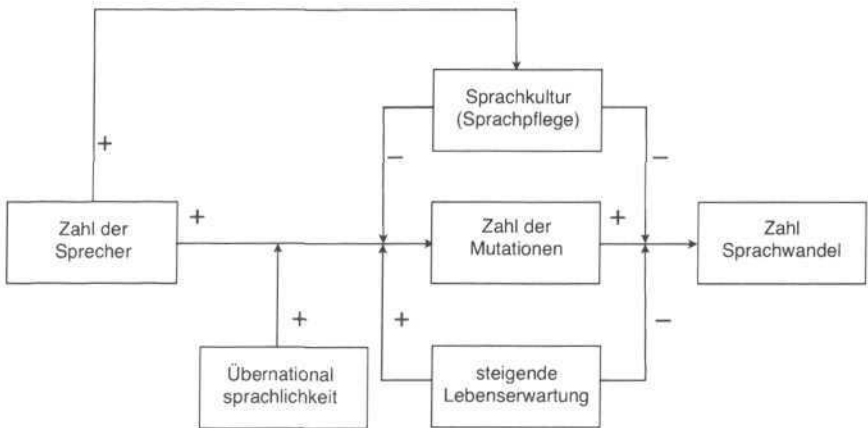 Sprachkultur
(Sprachpflege)
+
−
−
Zahl der
Sprecher
+
Zahl der
Mutationen
+
Zahl
Sprachwandel
+
+
−
Übernational
sprachlichkeit
steigende
Lebenserwartung